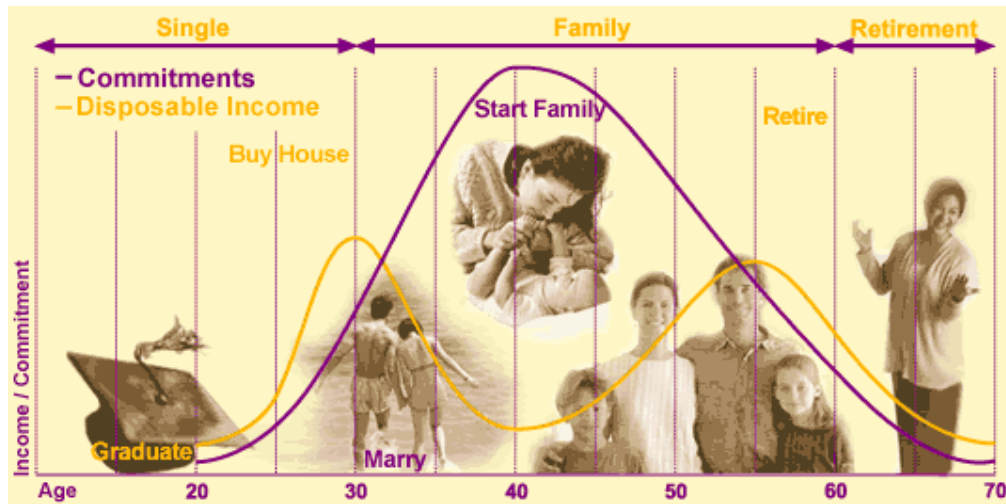 Single
Family
Retirement
Commitments
Disposable Income
Start Family
Retire
Buy House
Income / Commitment
Graduate
Marry
Age
20
30
40
50
60
70